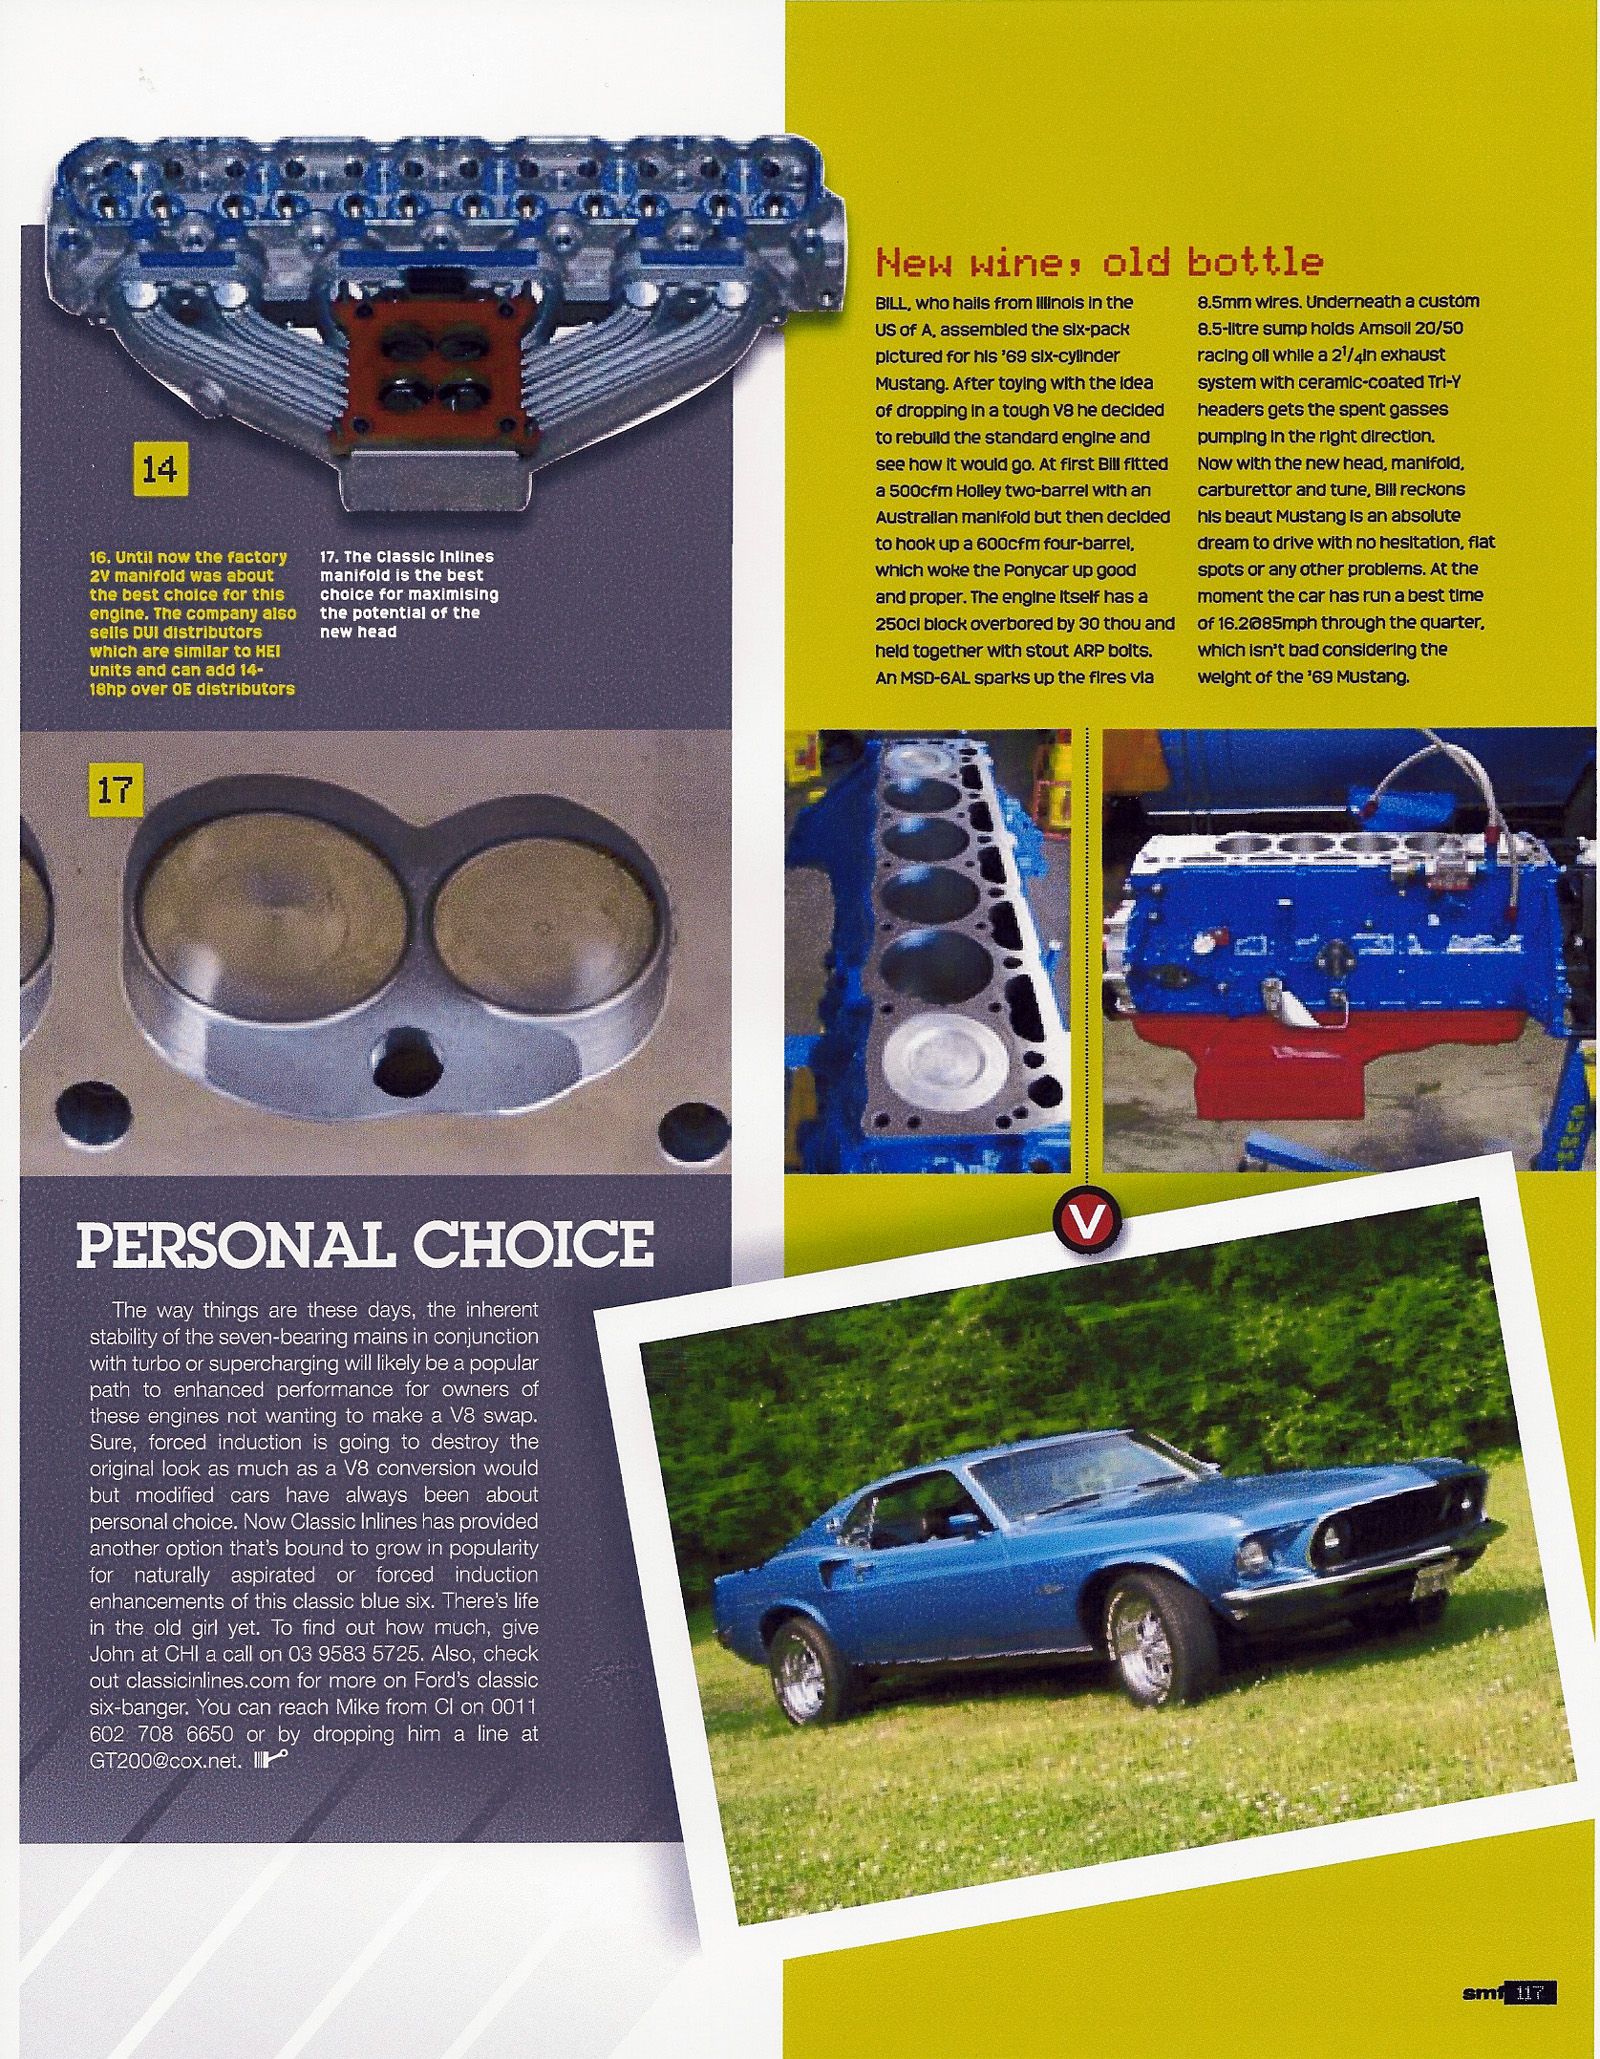 14
16. Until now the factory
2V manifold was about
the best choice for this
engine. The company also
sells DUI distributors
which are similar to HEI
units and can add 14-
18hp over OE distributors
17. The Classic Inlines
manifold is the best
choice for maximising
the potential of the
new head
17
PERSONAL CHOICE
The way things are these days, the inherent
stability of the seven-bearing mains in conjunction
with turbo or supercharging will likely be a popular
path to enhanced performance for owners of
these engines not wanting to make a V8 swap.
Sure, forced induction is going to destroy the
original look as much as a V8 conversion would
but modified cars have always been about
personal choice. Now Classic Inlines has provided
another option that's bound to grow in popularity
for naturally aspirated or forced induction
enhancements of this classic blue six. There's life
in the old girl yet. To find out how much, give
John at CHI a call on 03 9583 5725. Also, check
out classicinlines.com for more on Ford's classic
six-banger. You can reach Mike from CI on 0011
602 708 6650 or by dropping him a line at
GT200@cox.net.
New wine, old bottle
BILL, who hails from Illinois in the
US of A, assembled the six-pack
pictured for his '69 six-cylinder
Mustang. After toying with the idea
of dropping in a tough V8 he decided
to rebuild the standard engine and
see how it would go. At first Bill fitted
a 500cfm Holley two-barrel with an
Australian manifold but then decided
to hook up a 600cfm four-barrel,
which woke the Ponycar up good
and proper. The engine itself has a
250ci block overbored by 30 thou and
held together with stout ARP bolts.
An MSD-6AL sparks up the fires via
8.5mm wires. Underneath a custom
8.5-litre sump holds Amsoil 20/50
racing oil while a 2¼in exhaust
system with ceramic-coated Tri-Y
headers gets the spent gasses
pumping in the right direction.
Now with the new head, manifold,
carburettor and tune, Bill reckons
his beaut Mustang is an absolute
dream to drive with no hesitation, flat
spots or any other problems. At the
moment the car has run a best time
of 16.2@85mph through the quarter,
which isn't bad considering the
weight of the '69 Mustang.
V
smf 117